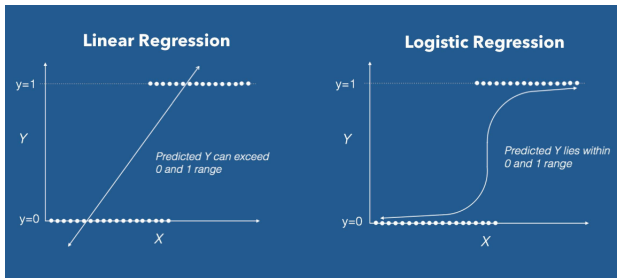 Linear Regression
y=1
Y
Predicted Y can exceed
0 and 1 range
y=0
X
Logistic Regression
y=1
Y
Predicted Y lies within
0 and 1 range
y=0
X